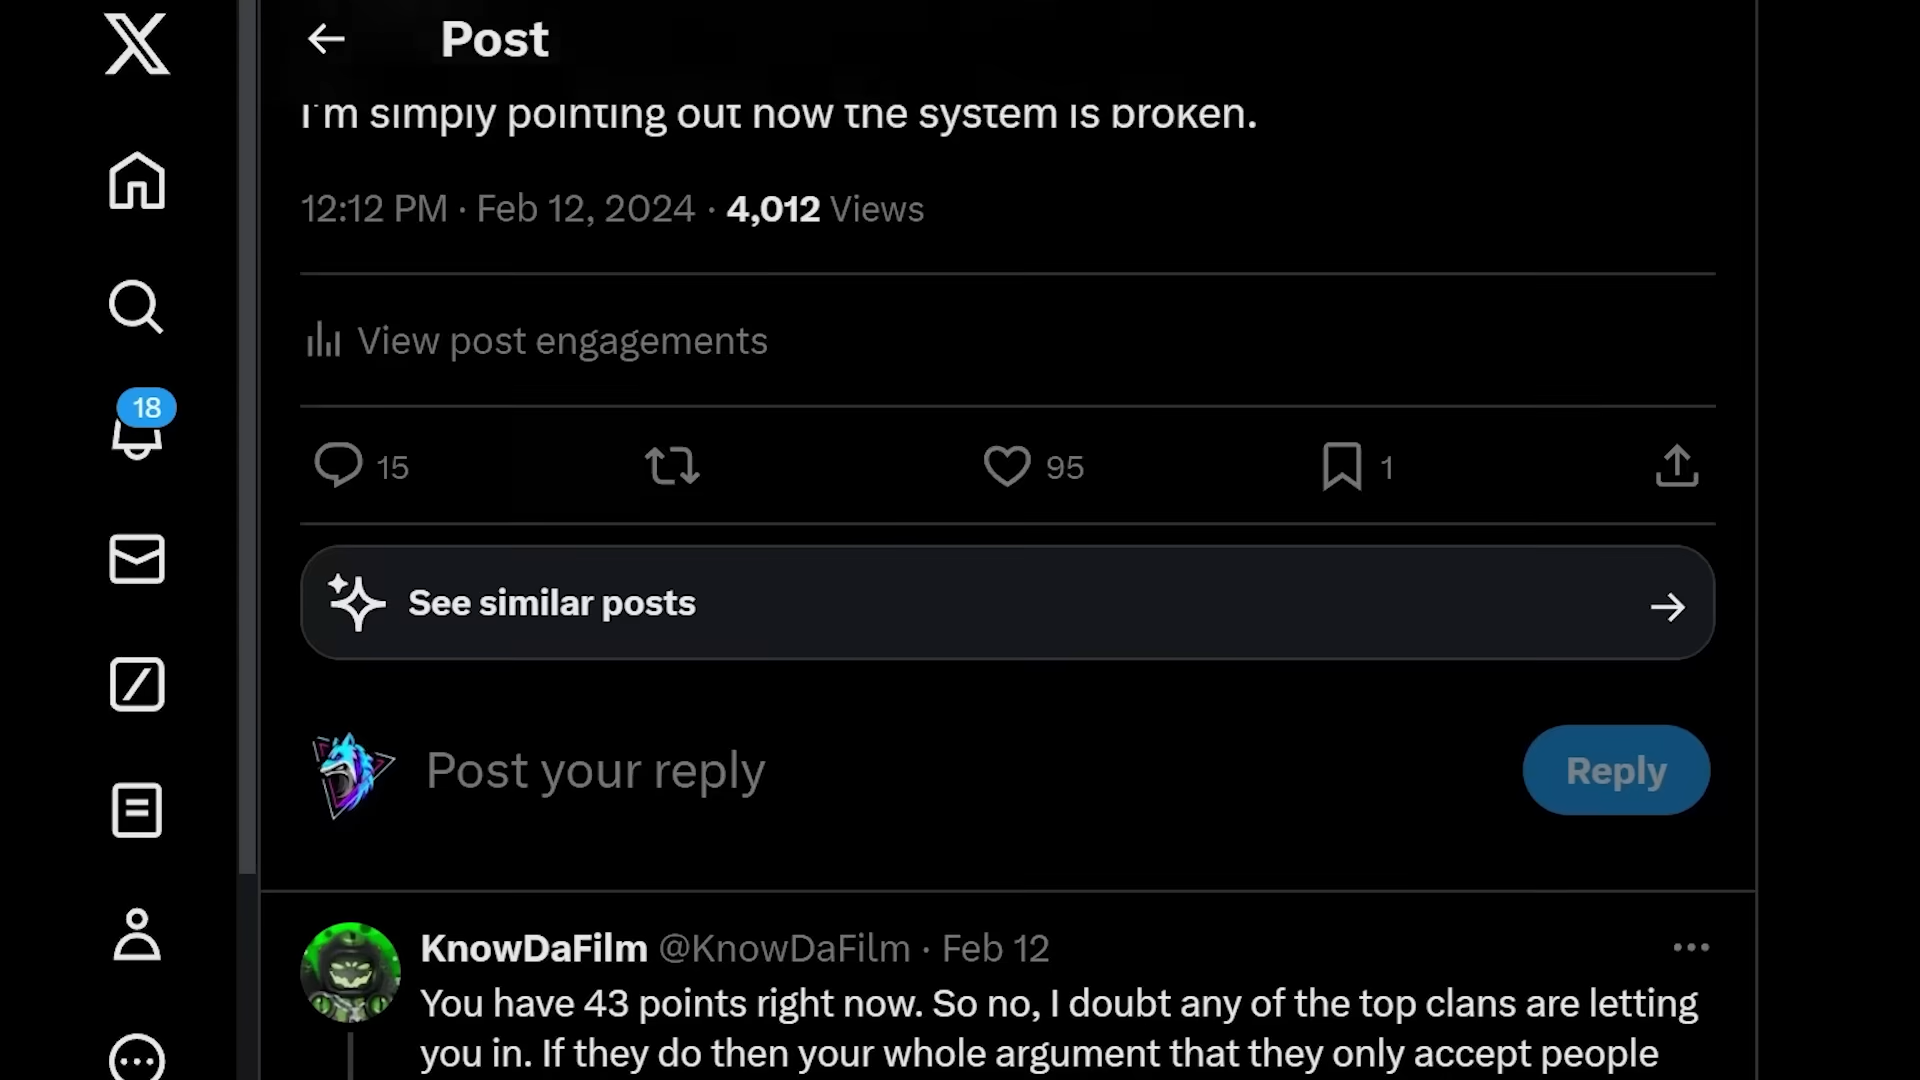 Post
I'm simply pointing out how the system is broken.
12:12 PM · Feb 12, 2024 · 4,012 Views
View post engagements
18
15
95
1
See similar posts
Post your reply
Reply
KnowDaFilm @KnowDaFilm · Feb 12
You have 43 points right now. So no, I doubt any of the top clans are letting
you in. If they do then your whole argument that they only accept people